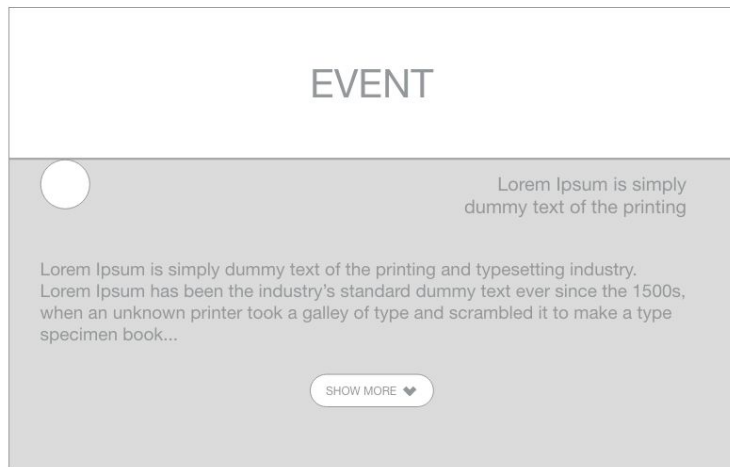 EVENT
Lorem Ipsum is simply
dummy text of the printing
Lorem Ipsum is simply dummy text of the printing and typesetting industry.
Lorem Ipsum has been the industry’s standard dummy text ever since the 1500s,
when an unknown printer took a galley of type and scrambled it to make a type
specimen book...
SHOW MORE